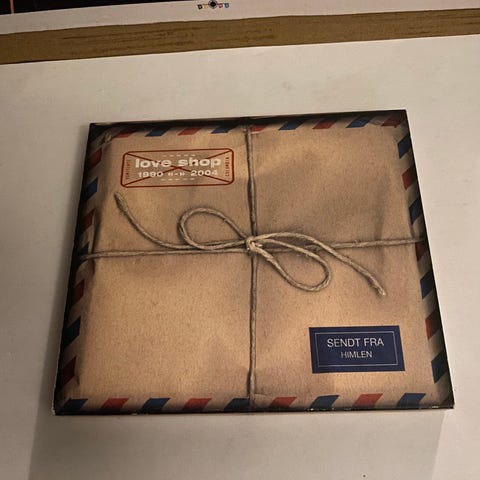 love shop
1990 2004
SENDT FRA
HIMLEN